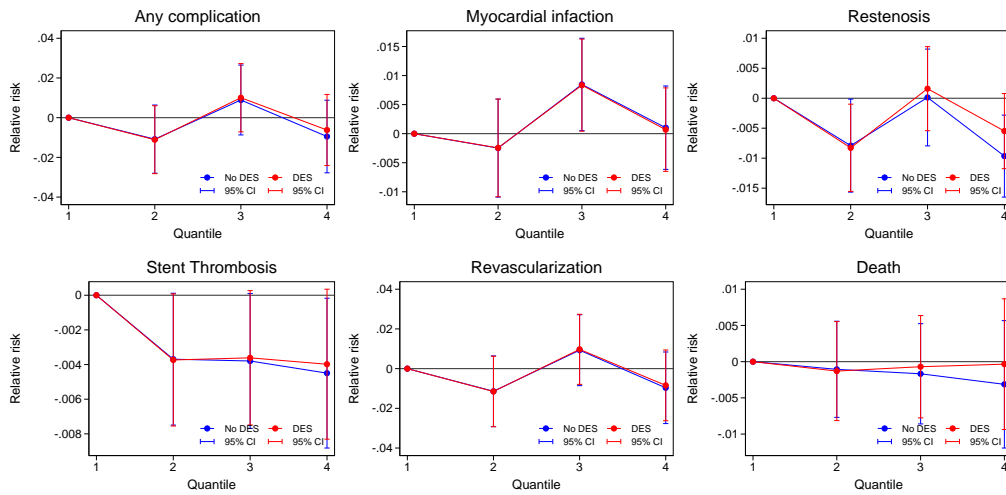 Any complication
Relative risk
.04
.02
0
-.02
-.04
No DES
DES
95% CI
95% CI
1
2
3
4
Quantile
Myocardial infaction
Relative risk
.015
.01
.005
0
-.005
-.01
No DES
DES
95% CI
95% CI
1
2
3
4
Quantile
Restenosis
Relative risk
.01
.005
0
-.005
-.01
-.015
No DES
DES
95% CI
95% CI
1
2
3
4
Quantile
Stent Thrombosis
Relative risk
0
-.002
-.004
-.006
-.008
No DES
DES
95% CI
95% CI
1
2
3
4
Quantile
Revascularization
Relative risk
.04
.02
0
-.02
-.04
No DES
DES
95% CI
95% CI
1
2
3
4
Quantile
Death
Relative risk
.01
.005
0
-.005
-.01
No DES
DES
95% CI
95% CI
1
2
3
4
Quantile